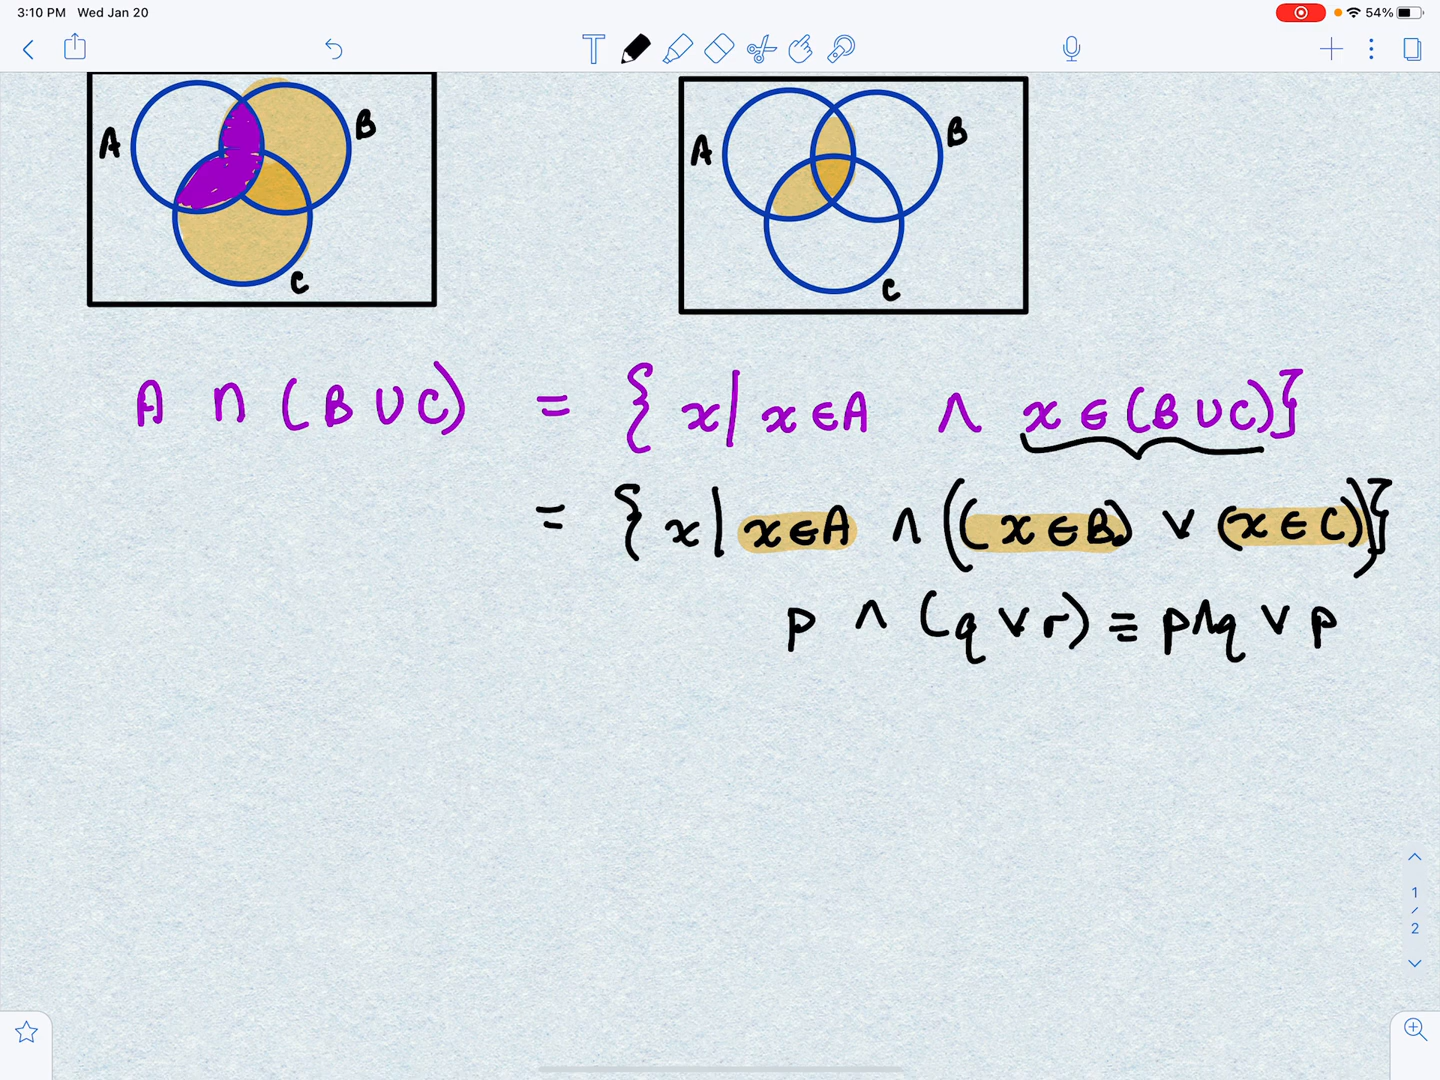 3:10 PM Wed Jan 20
54%
T
A
B
C
A
B
C
A ∩ (B ∪ C) = { x | x ∈ A ∧ x ∈ (B ∪ C)}
= { x | x ∈ A ∧ ((x ∈ B) ∨ (x ∈ C))}
p ∧ (q ∨ r) ≡ p ∧ q ∨ p
1
/
2